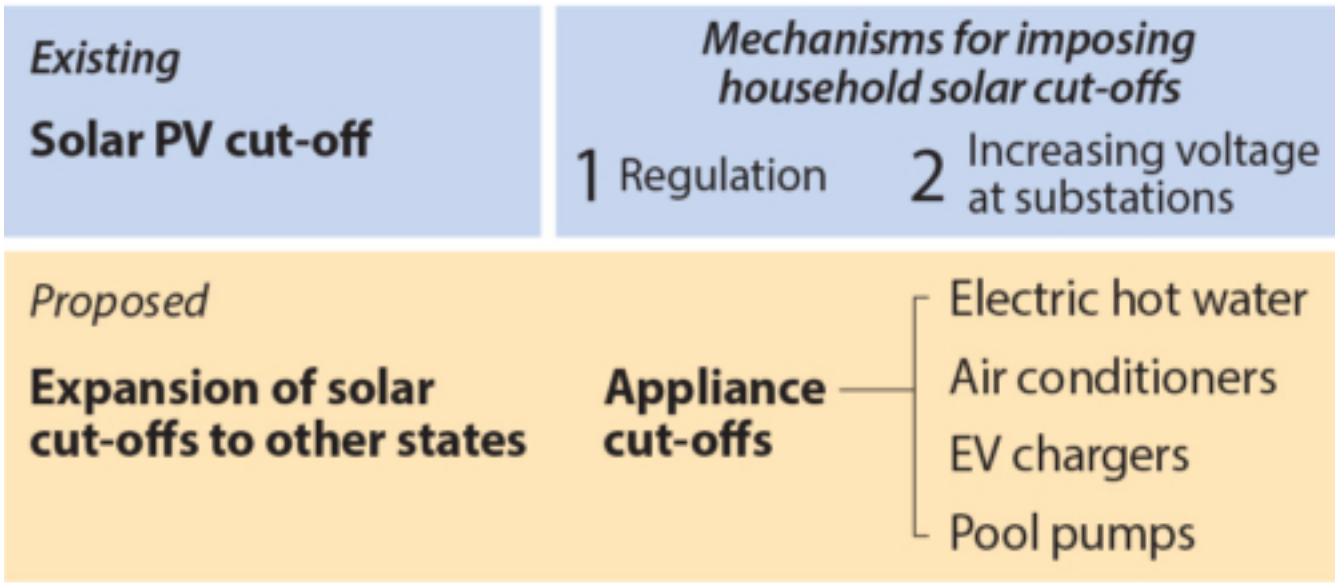 Existing
Solar PV cut-off
Mechanisms for imposing
household solar cut-offs
1 Regulation
2 Increasing voltage
at substations
Proposed
Expansion of solar
cut-offs to other states
Appliance
cut-offs
Electric hot water
Air conditioners
EV chargers
Pool pumps